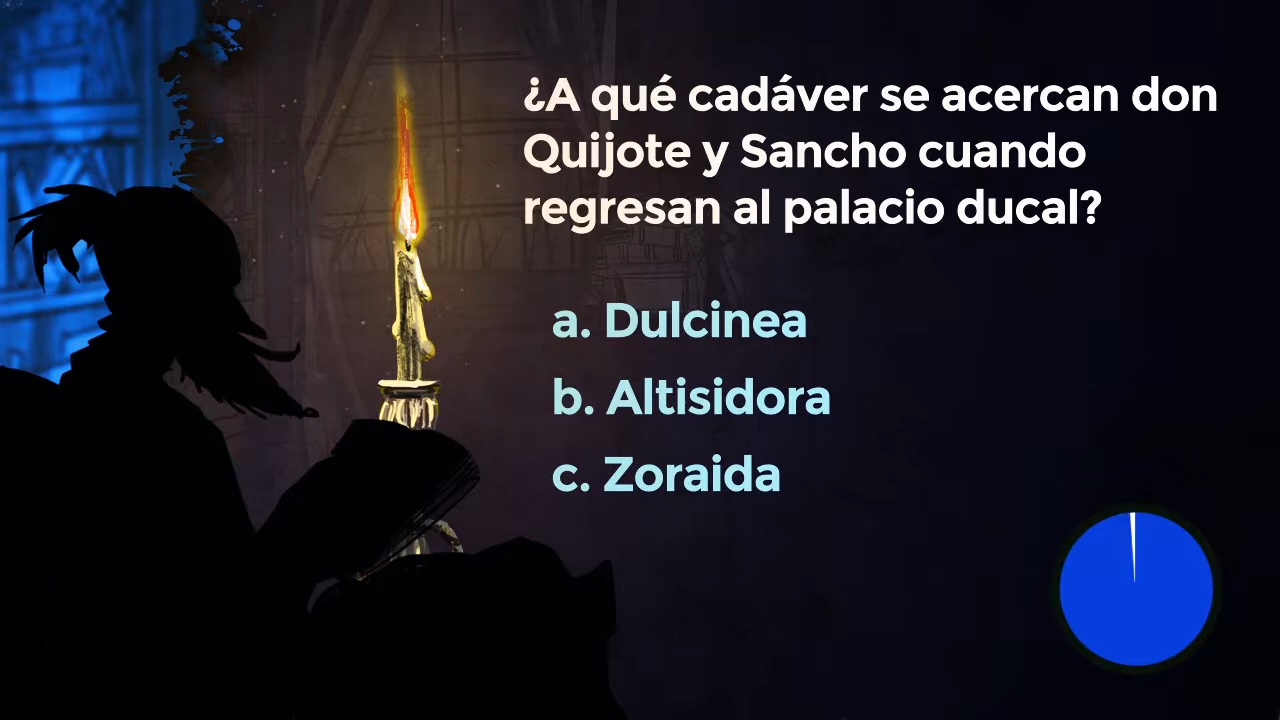 ¿A qué cadáver se acercan don
Quijote y Sancho cuando
regresan al palacio ducal?
a. Dulcinea
b. Altisidora
c. Zoraida